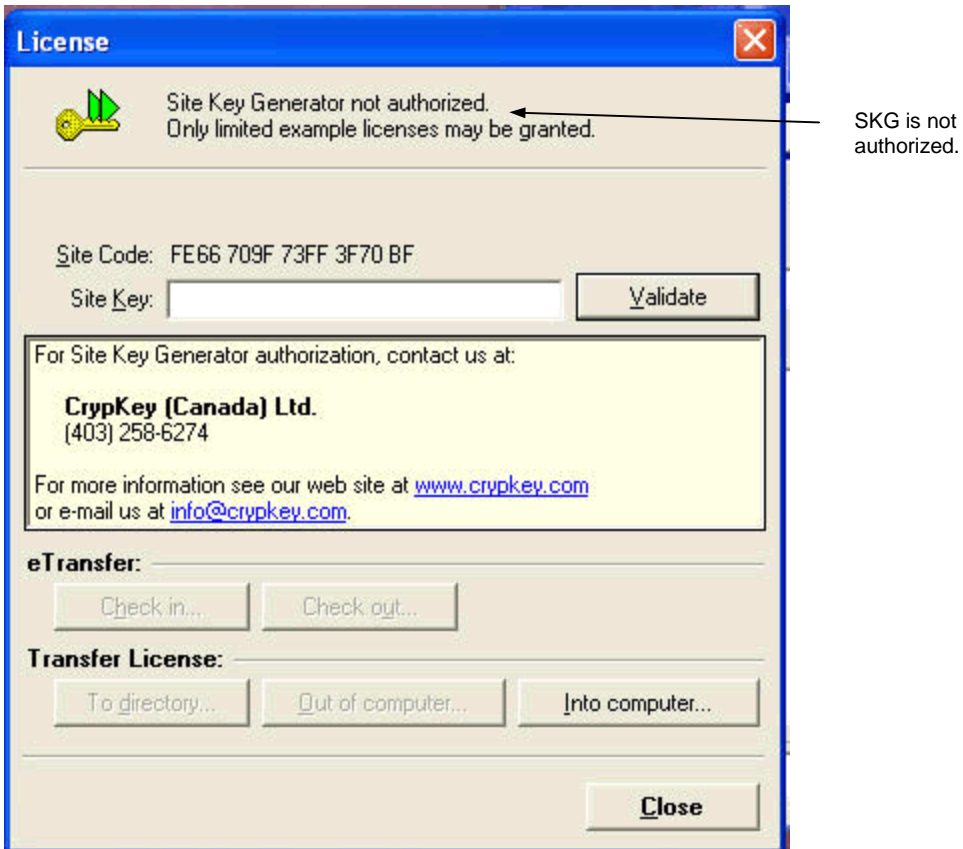 License
Site Key Generator not authorized.
Only limited example licenses may be granted.
SKG is not
authorized.
Site Code: FE66 709F 73FF 3F70 BF
Site Key:
Validate
For Site Key Generator authorization, contact us at:
CrypKey (Canada) Ltd.
(403) 258-6274
For more information see our web site at www.crypkey.com
or e-mail us at info@crypkey.com.
eTransfer:
Check in...
Check out...
Transfer License:
To directory...
Out of computer...
Into computer...
Close